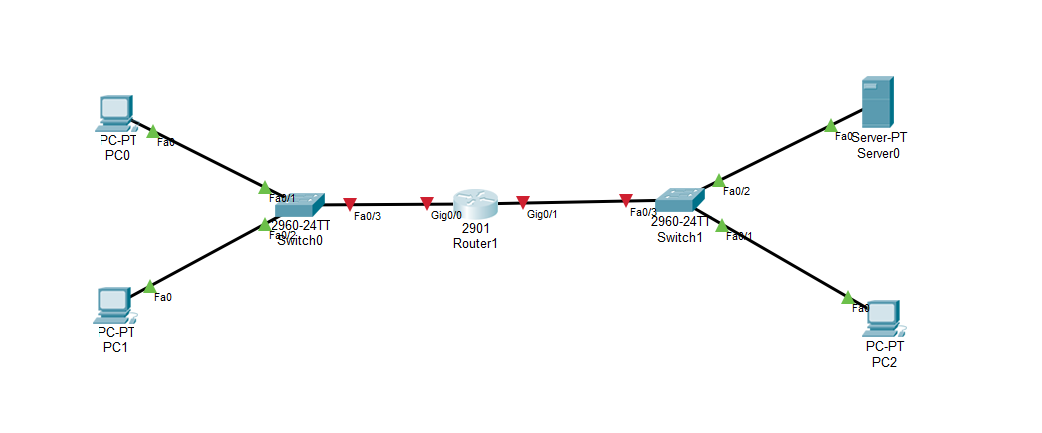 PC-PT
PC0
Fa0
Fa0/1
Fa0/2
2960-24TT
Switch0
Fa0
PC-PT
PC1
Fa0/3
Gig0/0
2901
Router1
Gig0/1
Fa0/3
2960-24TT
Switch1
Fa0/2
Fa0/1
Fa0
Server-PT
Server0
Fa0
PC-PT
PC2